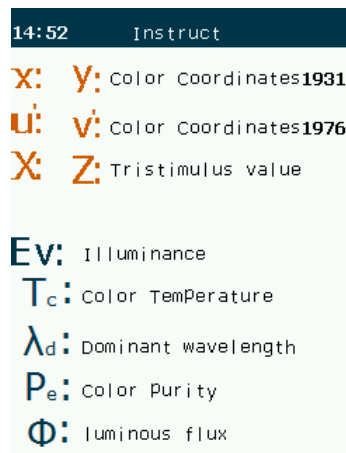 14:52 Instruct
x: y: Color Coordinates1931
u': v': Color Coordinates1976
X: Z: Tristimulus value
Ev: Illuminance
Tc: Color TemPerature
λd: Dominant wavelength
Pe: Color Purity
Φ: luminous flux